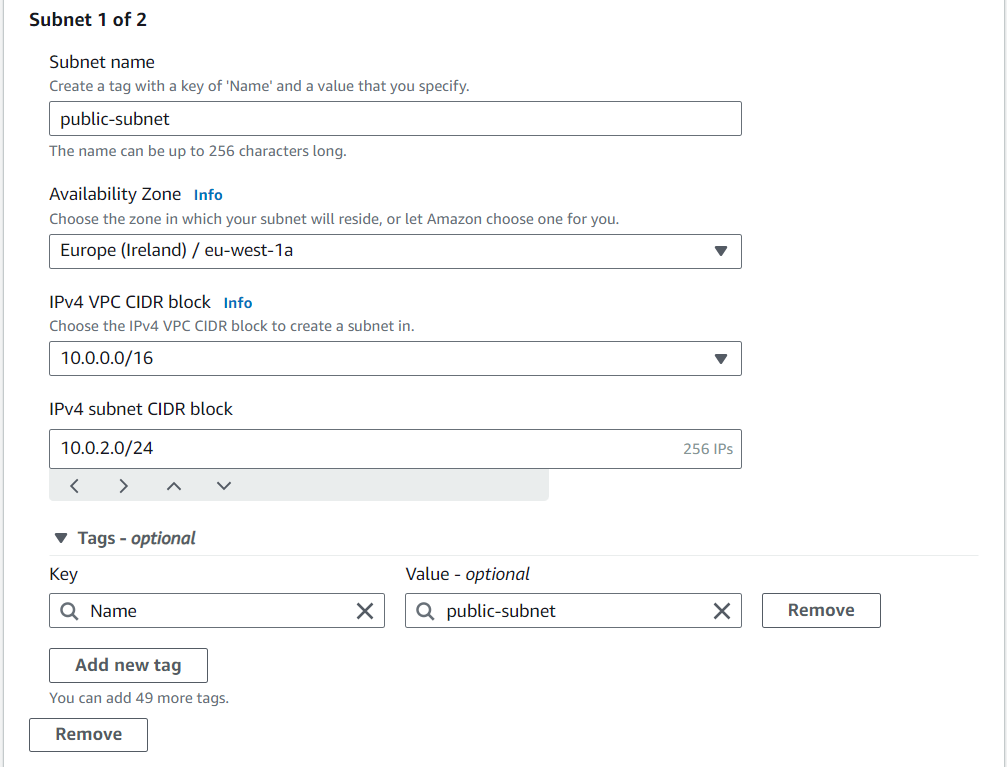 Subnet 1 of 2
Subnet name
Create a tag with a key of 'Name' and a value that you specify.
public-subnet
The name can be up to 256 characters long.
Availability Zone Info
Choose the zone in which your subnet will reside, or let Amazon choose one for you.
Europe (Ireland) / eu-west-1a
IPv4 VPC CIDR block Info
Choose the IPv4 VPC CIDR block to create a subnet in.
10.0.0.0/16
IPv4 subnet CIDR block
10.0.2.0/24 256 IPs
Tags - optional
Key Value - optional
Name public-subnet Remove
Add new tag
You can add 49 more tags.
Remove